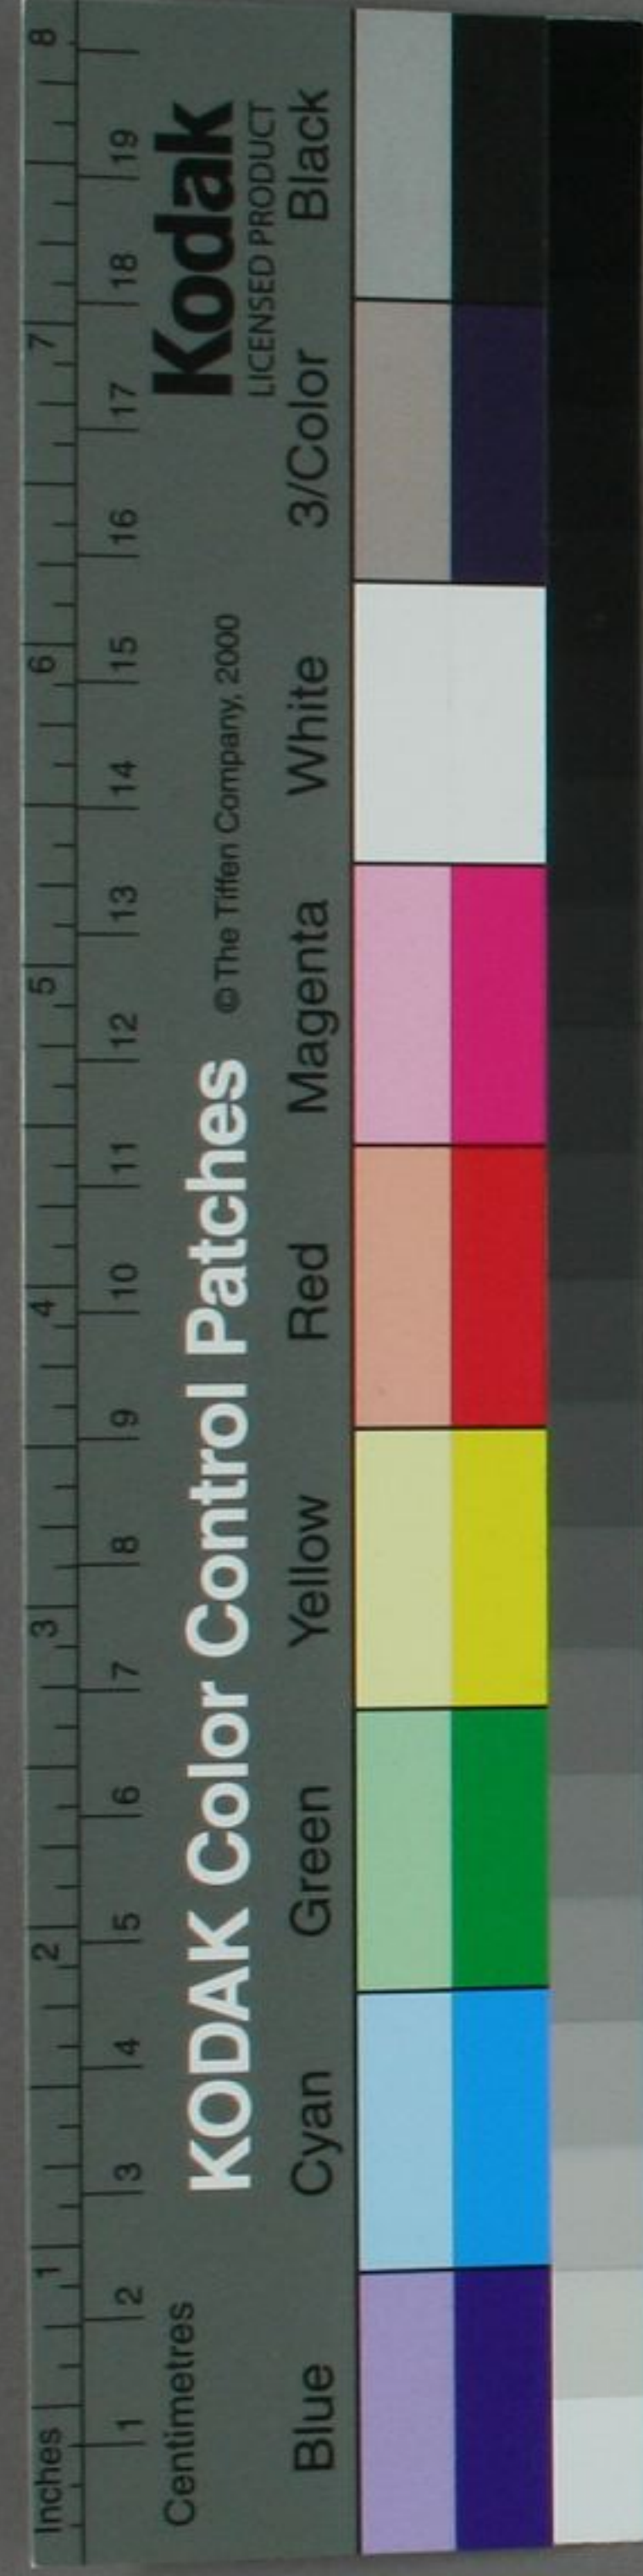 Inches 1 2 3 4 5 6 7 8
1 2 3 4 5 6 7 8 9 10 11 12 13 14 15 16 17 18 19
Centimetres
KODAK Color Control Patches © The Tiffen Company, 2000
Kodak
LICENSED PRODUCT
Blue Cyan Green Yellow Red Magenta White 3/Color Black